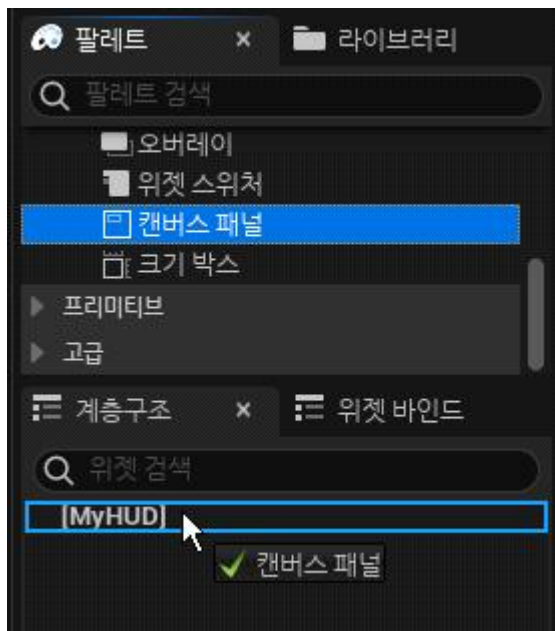 팔레트 라이브러리
팔레트 검색
오버레이
위젯 스위처
캔버스 패널
크기 박스
프리미티브
고급
계층구조 위젯 바인드
위젯 검색
[MyHUD]
캔버스 패널